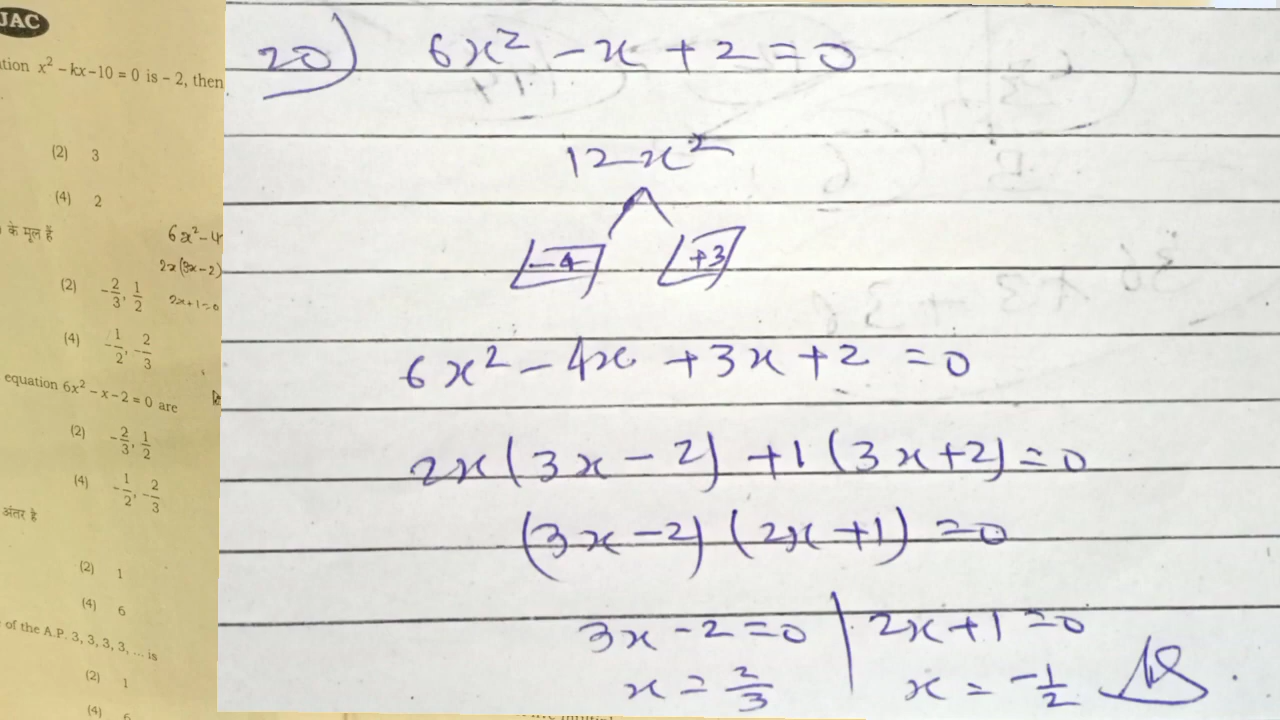 JAC
tion x² – kx – 10 = 0 is – 2, then
(2) 3
(4) 2
के मूल हैं
6x² – 4
2x(3x – 2)
(2) -2/3, 1/2
2x+1=0
(4) -1/2, -2/3
equation 6x² – x – 2 = 0 are
(2) -2/3, 1/2
(4) -1/2, -2/3
अंतर है
(2) 1
(4) 6
of the A.P. 3, 3, 3, 3, ... is
(2) 1
(4) 6
20) 6x² – x + 2 = 0
12x²
-4 +3
6x² – 4x + 3x + 2 = 0
2x(3x – 2) + 1(3x+2) = 0
(3x – 2) (2x + 1) = 0
3x – 2 = 0 | 2x + 1 = 0
x = 2/3 x = -1/2